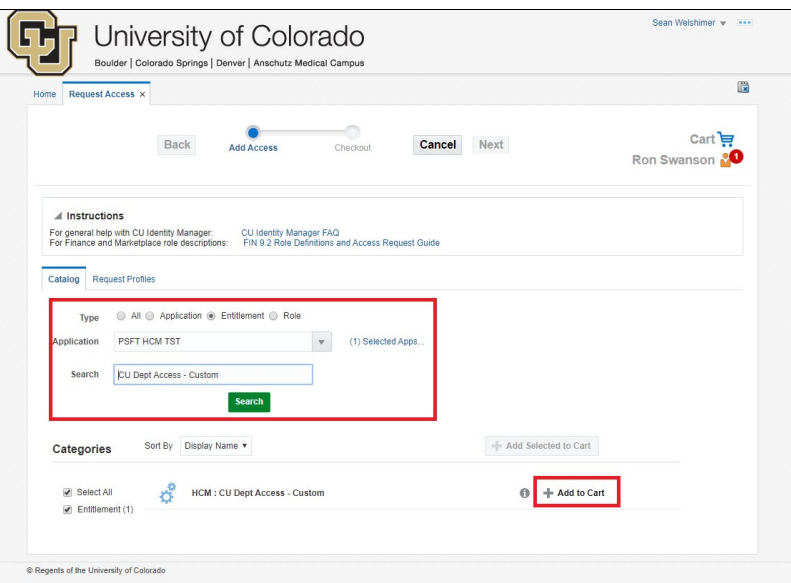 CU
University of Colorado
Boulder | Colorado Springs | Denver | Anschutz Medical Campus
Sean Welshimer
Home Request Access ×
Back Add Access Checkout Cancel Next
Cart
Ron Swanson 1
Instructions
For general help with CU Identity Manager: CU Identity Manager FAQ
For Finance and Marketplace role descriptions: FIN 9.2 Role Definitions and Access Request Guide
Catalog Request Profiles
Type All Application Entitlement Role
Application PSFT HCM TST (1) Selected Apps...
Search CU Dept Access - Custom
Search
Categories Sort By Display Name Add Selected to Cart
Select All HCM : CU Dept Access - Custom Add to Cart
Entitlement (1)
© Regents of the University of Colorado